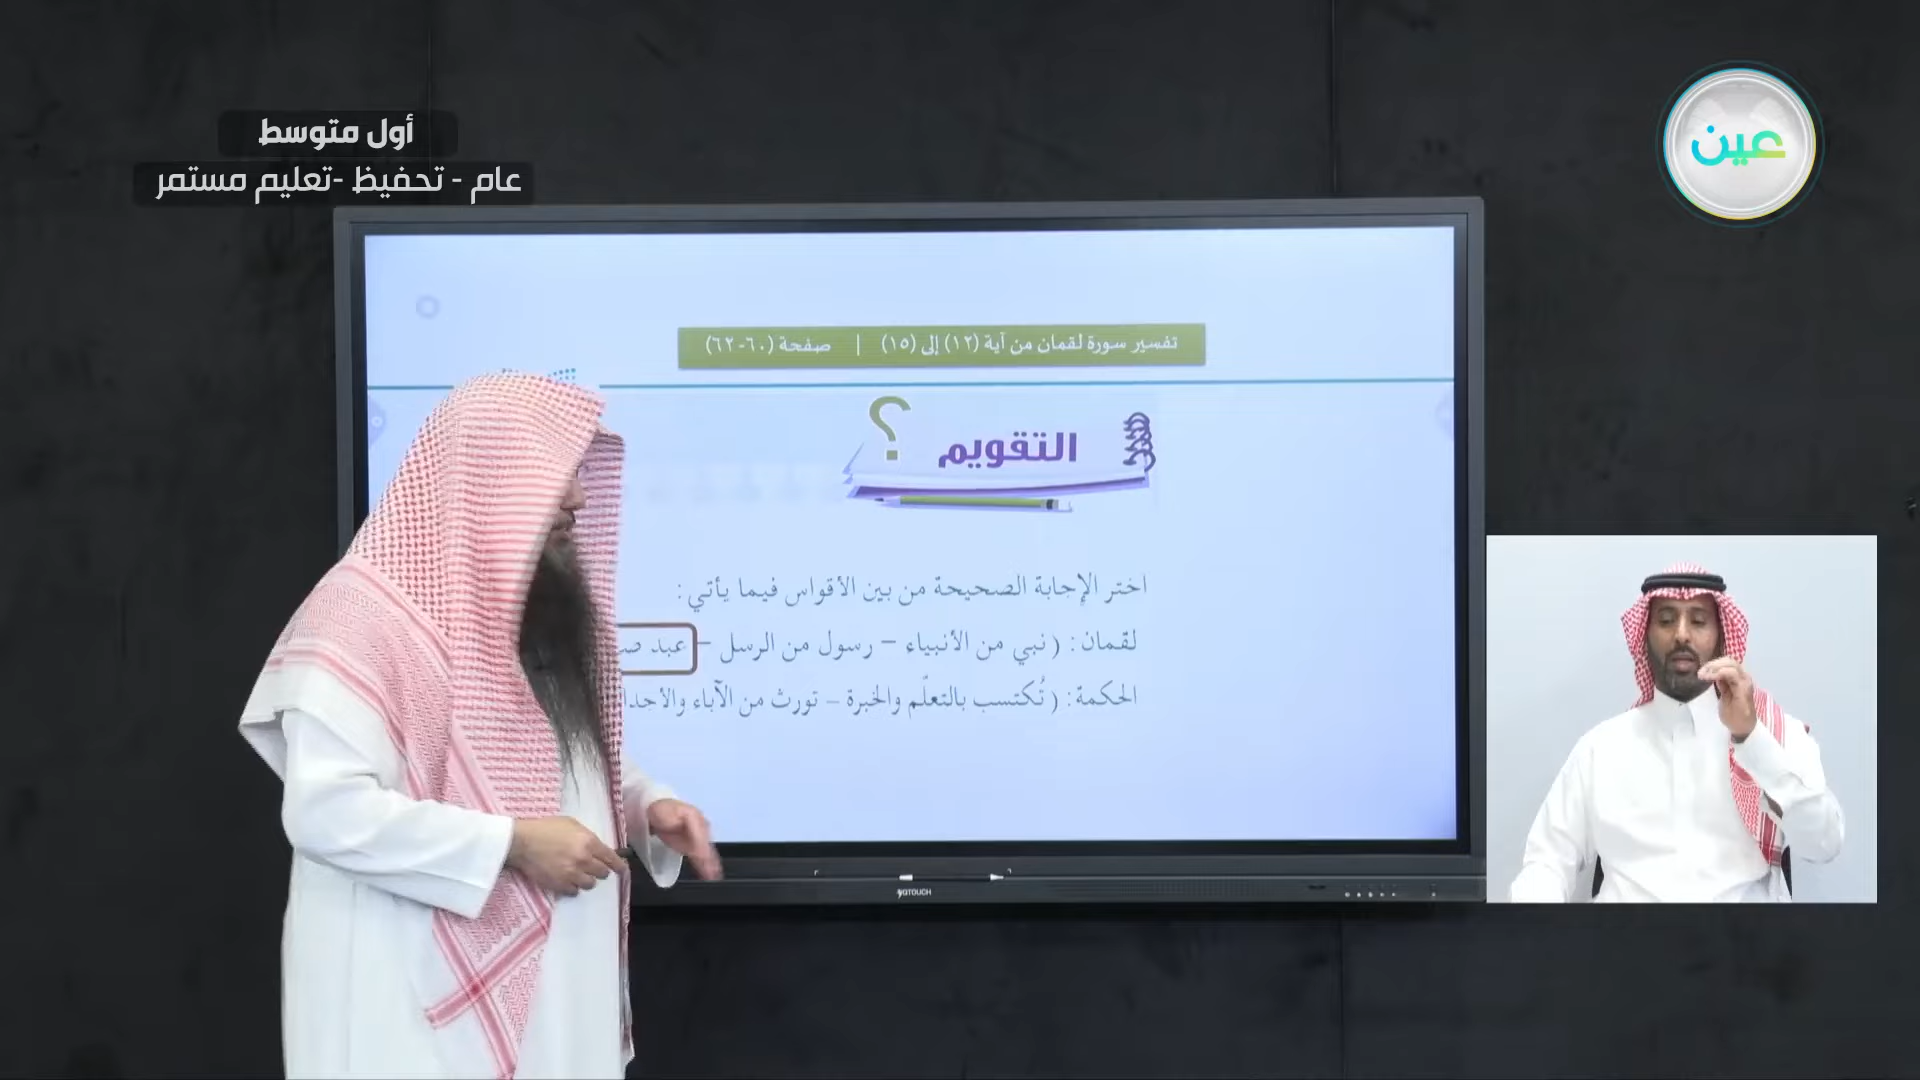 أول متوسط
عام - تحفيظ -تعليم مستمر
عين
تفسير سورة لقمان من آية (١٢) إلى (١٥) | صفحة (٦٠-٦٢)
التقويم ؟
اختر الإجابة الصحيحة من بين الأقواس فيما يأتي:
لقمان: (نبي من الأنبياء – رسول من الرسل – عبد
الحكمة: (تُكتسب بالتعلّم والخبرة – تورث من الآباء